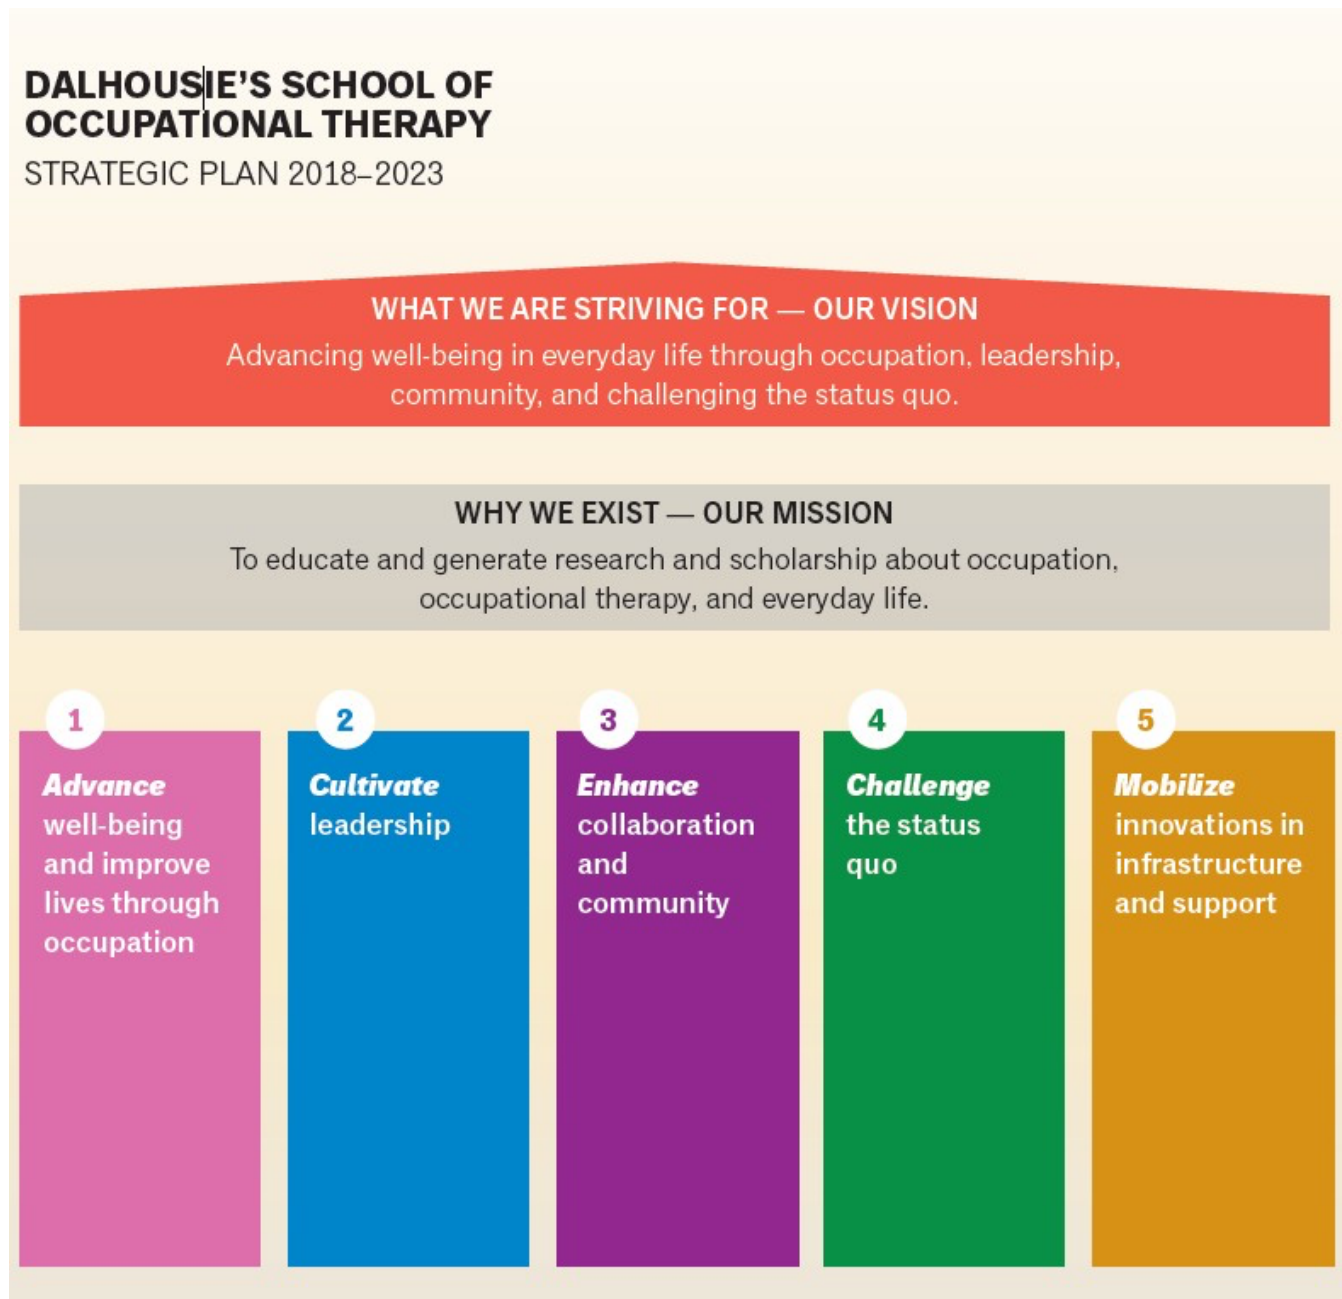 DALHOUSIE'S SCHOOL OF
OCCUPATIONAL THERAPY
STRATEGIC PLAN 2018–2023
WHAT WE ARE STRIVING FOR — OUR VISION
Advancing well-being in everyday life through occupation, leadership,
community, and challenging the status quo.
WHY WE EXIST — OUR MISSION
To educate and generate research and scholarship about occupation,
occupational therapy, and everyday life.
1
Advance
well-being
and improve
lives through
occupation
2
Cultivate
leadership
3
Enhance
collaboration
and
community
4
Challenge
the status
quo
5
Mobilize
innovations in
infrastructure
and support